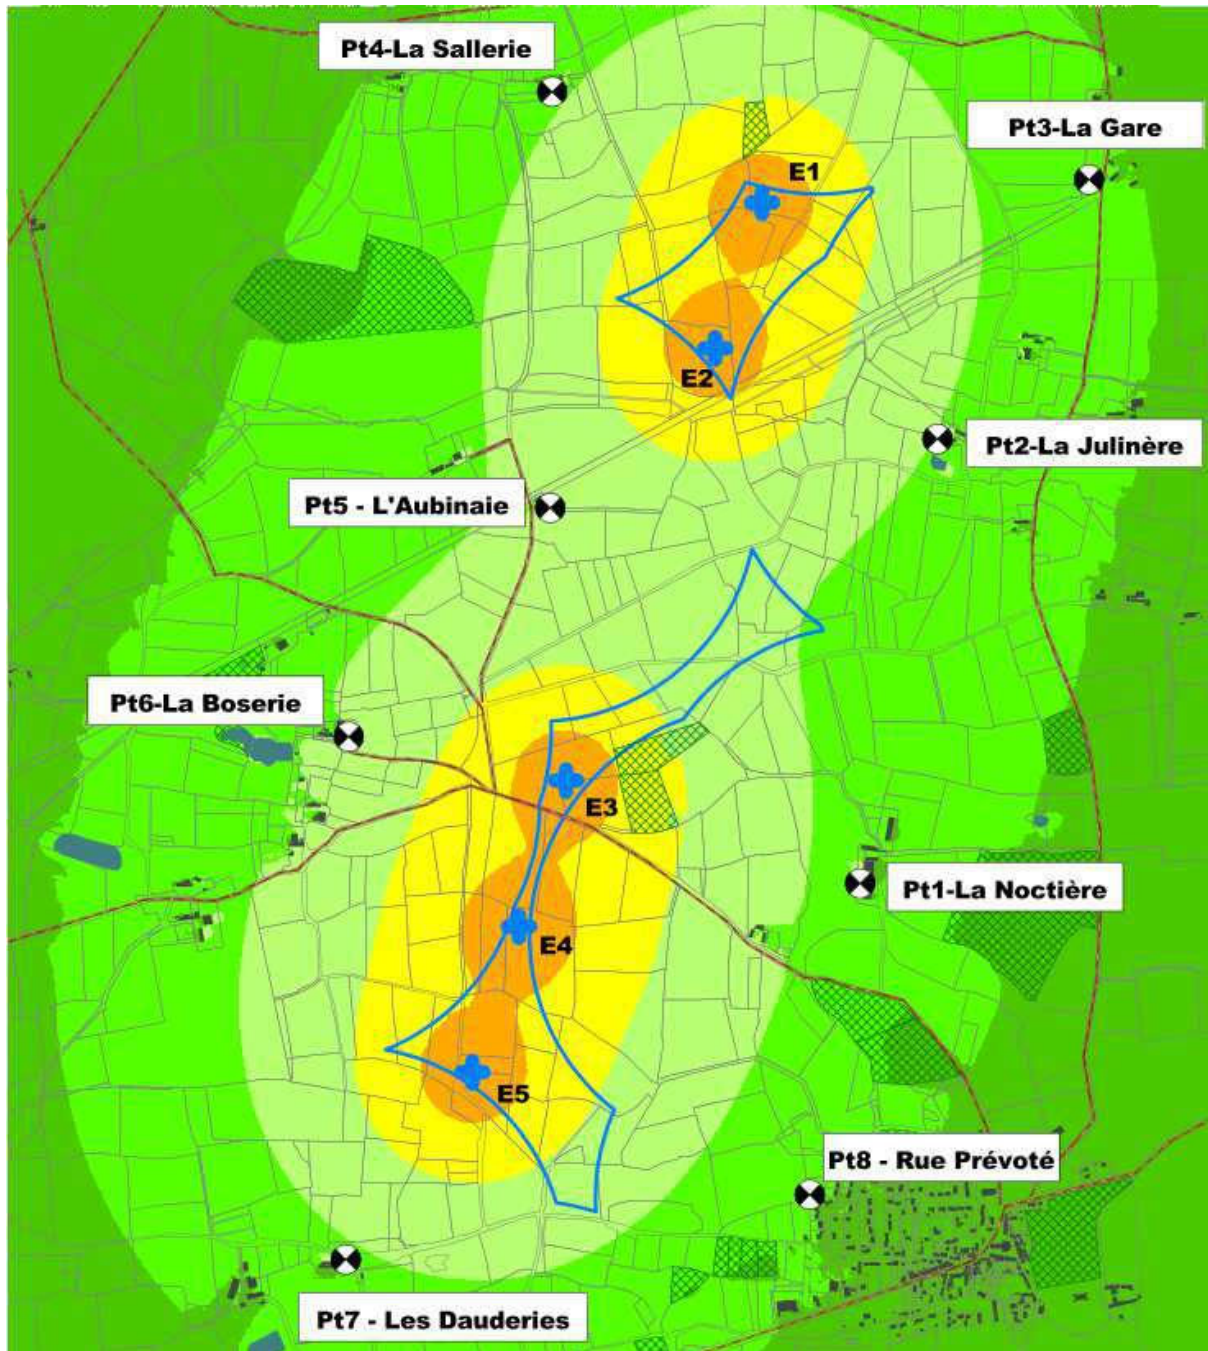 Pt4-La Sallerie
Pt3-La Gare
E1
E2
Pt2-La Julinère
Pt5 - L'Aubinaie
Pt6-La Boserie
E3
Pt1-La Noctière
E4
E5
Pt8 - Rue Prévoté
Pt7 - Les Dauderies